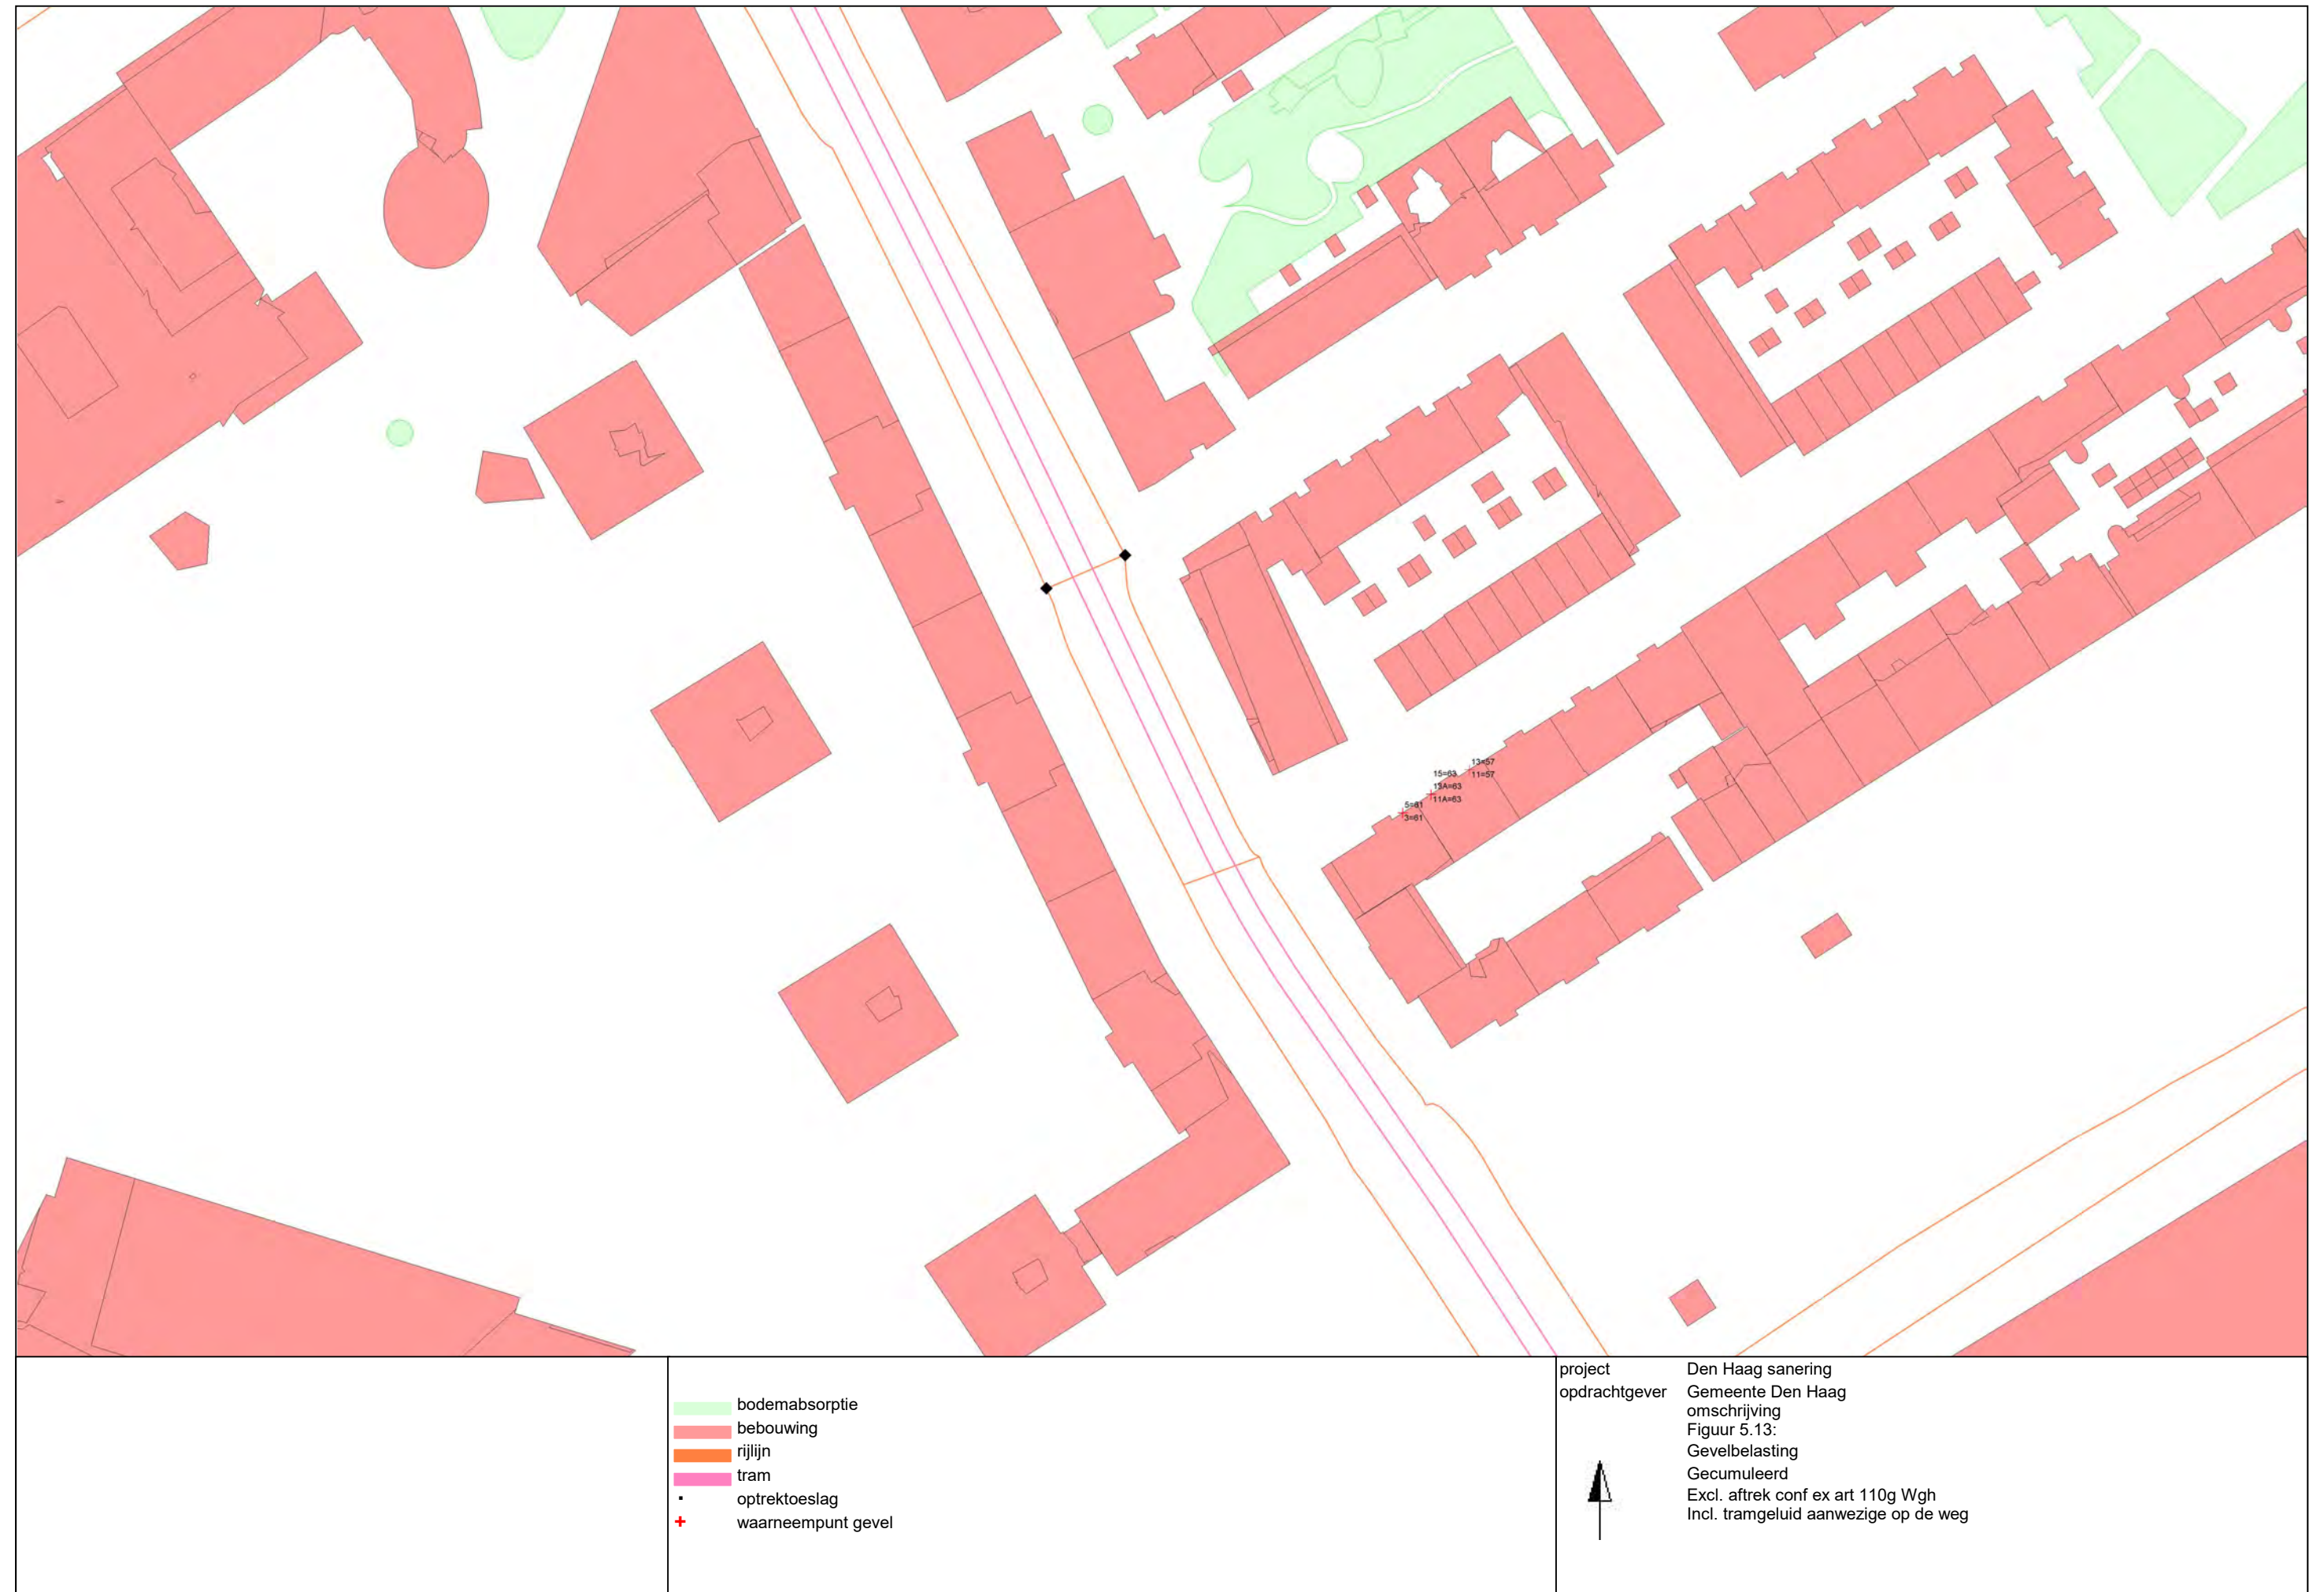 13=57
15=63
11=57
13A=63
11A=63
5=61
3=61
bodemabsorptie
bebouwing
rijlijn
tram
optrektoeslag
waarneempunt gevel
project Den Haag sanering
opdrachtgever Gemeente Den Haag
omschrijving
Figuur 5.13:
Gevelbelasting
Gecumuleerd
Excl. aftrek conf ex art 110g Wgh
Incl. tramgeluid aanwezige op de weg